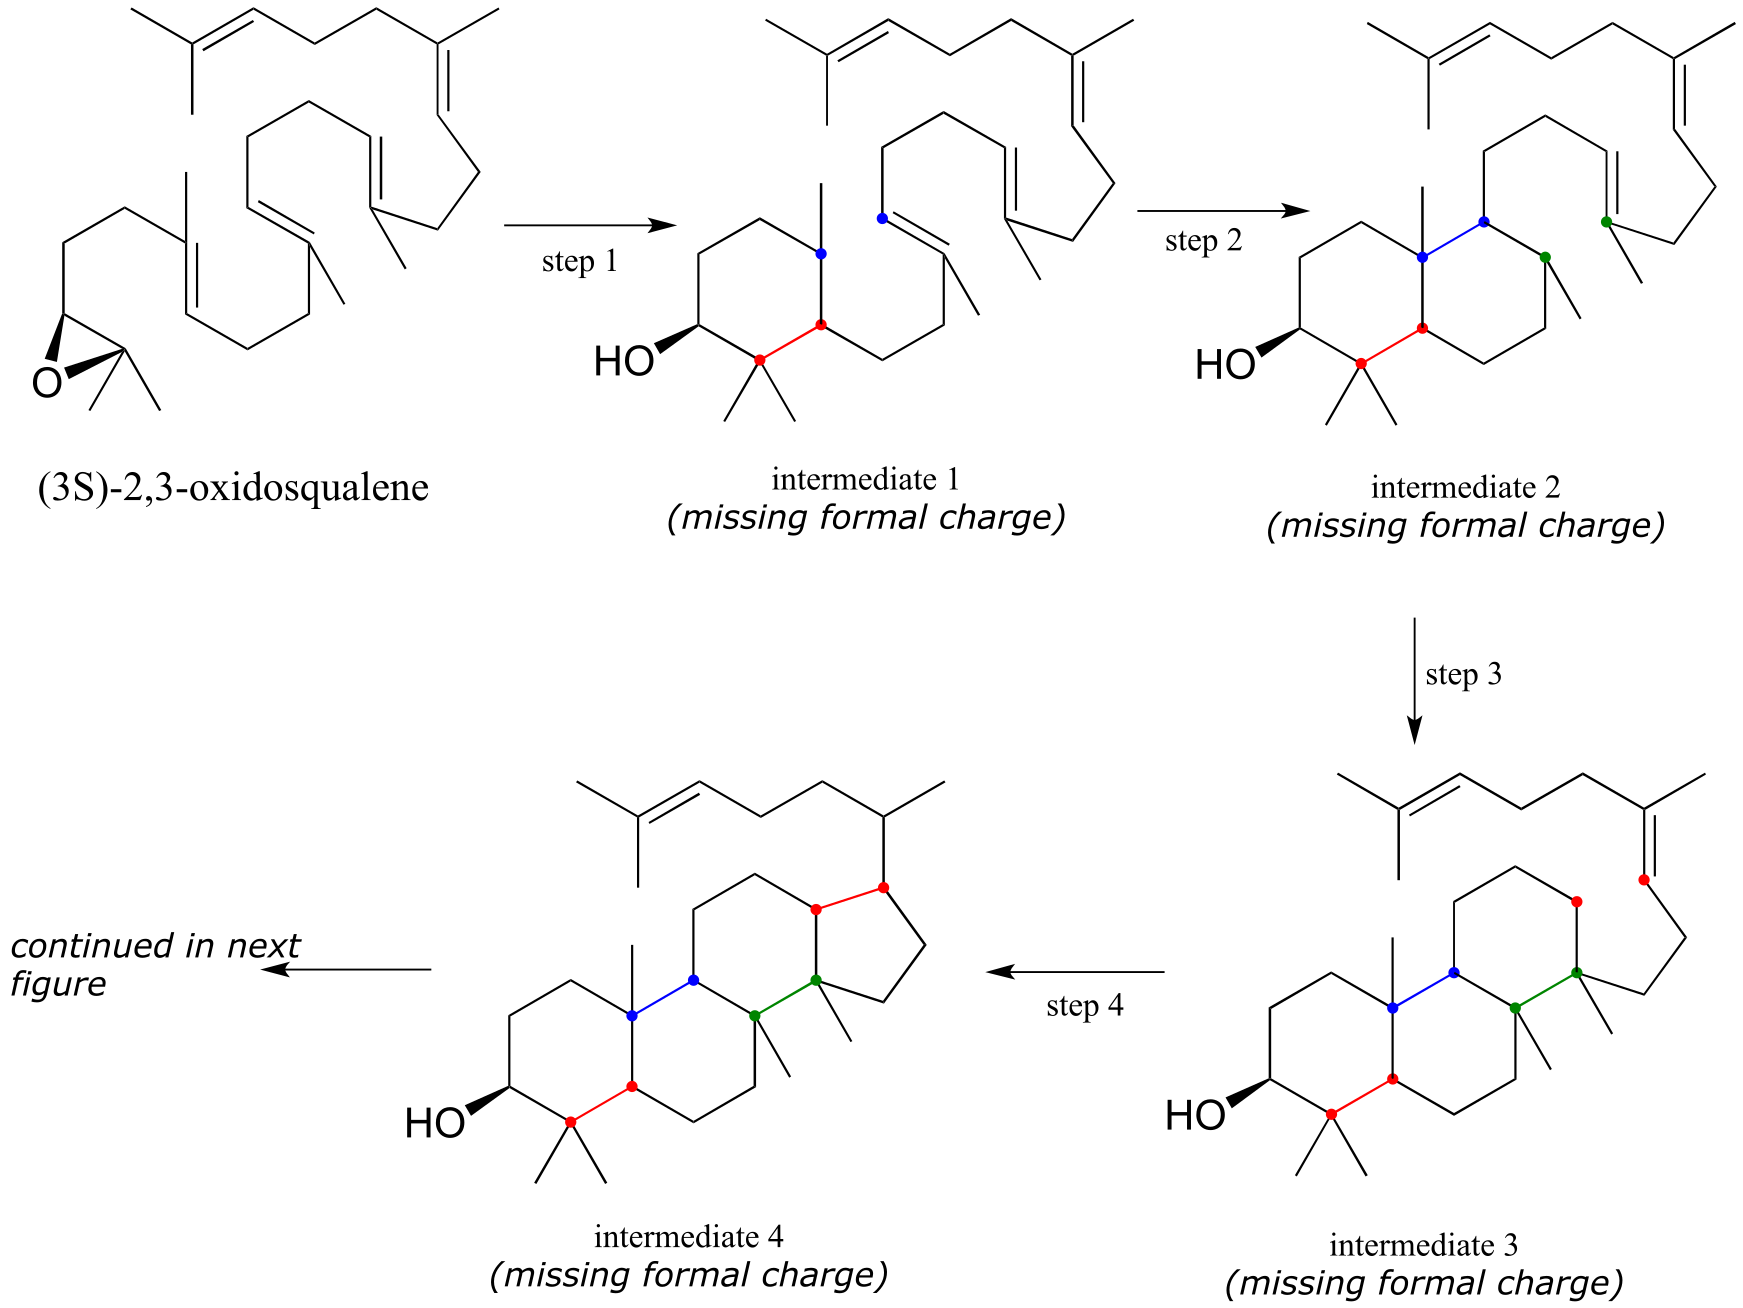 O
(3S)-2,3-oxidosqualene
step 1
HO
intermediate 1
(missing formal charge)
step 2
HO
intermediate 2
(missing formal charge)
step 3
HO
intermediate 3
(missing formal charge)
step 4
HO
intermediate 4
(missing formal charge)
continued in next
figure